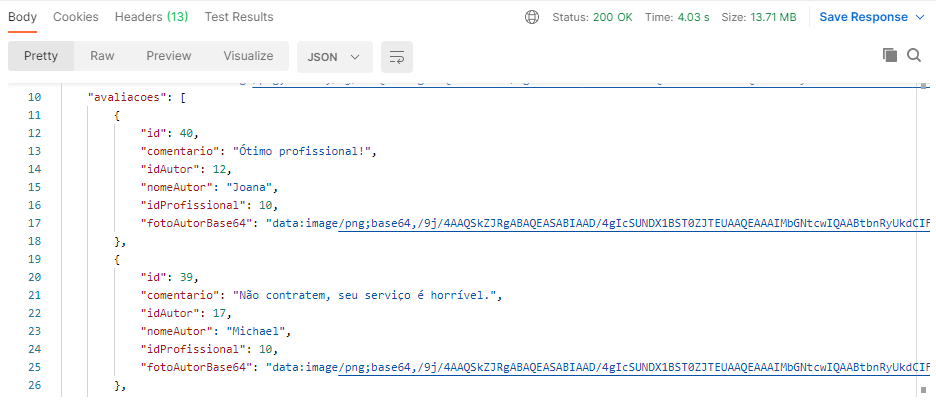 Body Cookies Headers (13) Test Results Status: 200 OK Time: 4.03 s Size: 13.71 MB Save Response
Pretty Raw Preview Visualize JSON
10 "avaliacoes": [
11 {
12 "id": 40,
13 "comentario": "Ótimo profissional!",
14 "idAutor": 12,
15 "nomeAutor": "Joana",
16 "idProfissional": 10,
17 "fotoAutorBase64": "data:image/png;base64,/9j/4AAQSkZJRgABAQEASABIAAD/4gIcSUNDX1BST0ZJTEUAAQEAAAIMbGNtcwIQAABtbnRyUkdCIF
18 },
19 {
20 "id": 39,
21 "comentario": "Não contratem, seu serviço é horrível.",
22 "idAutor": 17,
23 "nomeAutor": "Michael",
24 "idProfissional": 10,
25 "fotoAutorBase64": "data:image/png;base64,/9j/4AAQSkZJRgABAQEASABIAAD/4gIcSUNDX1BST0ZJTEUAAQEAAAIMbGNtcwIQAABtbnRyUkdCIF
26 },